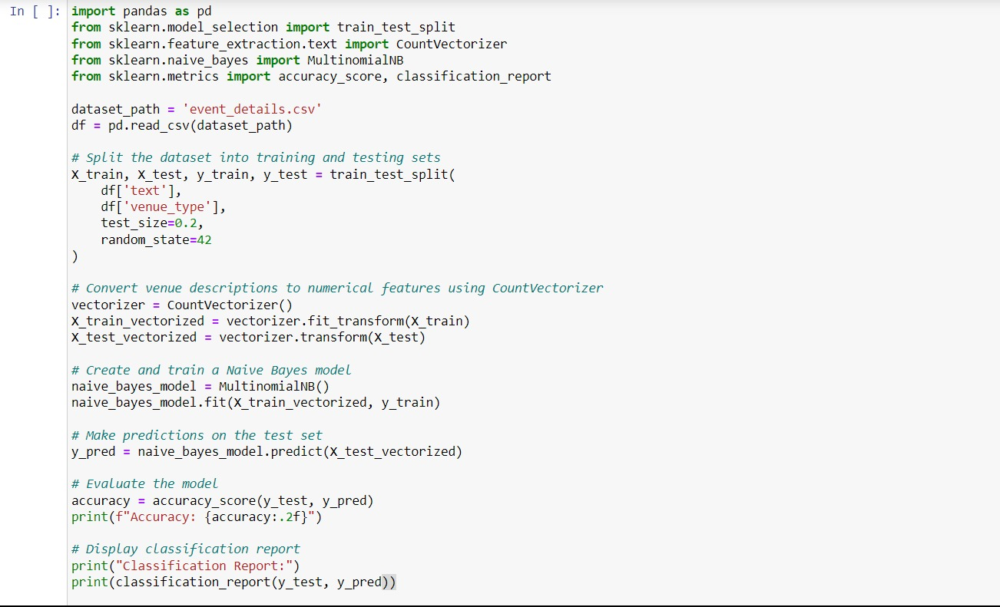 In [ ]: import pandas as pd
from sklearn.model_selection import train_test_split
from sklearn.feature_extraction.text import CountVectorizer
from sklearn.naive_bayes import MultinomialNB
from sklearn.metrics import accuracy_score, classification_report

dataset_path = 'event_details.csv'
df = pd.read_csv(dataset_path)

# Split the dataset into training and testing sets
X_train, X_test, y_train, y_test = train_test_split(
    df['text'],
    df['venue_type'],
    test_size=0.2,
    random_state=42
)

# Convert venue descriptions to numerical features using CountVectorizer
vectorizer = CountVectorizer()
X_train_vectorized = vectorizer.fit_transform(X_train)
X_test_vectorized = vectorizer.transform(X_test)

# Create and train a Naive Bayes model
naive_bayes_model = MultinomialNB()
naive_bayes_model.fit(X_train_vectorized, y_train)

# Make predictions on the test set
y_pred = naive_bayes_model.predict(X_test_vectorized)

# Evaluate the model
accuracy = accuracy_score(y_test, y_pred)
print(f"Accuracy: {accuracy:.2f}")

# Display classification report
print("Classification Report:")
print(classification_report(y_test, y_pred))